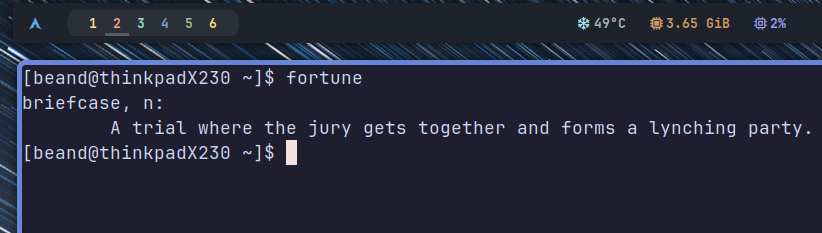 1 2 3 4 5 6 49°C 3.65 GiB 2%
[beand@thinkpadX230 ~]$ fortune
briefcase, n:
A trial where the jury gets together and forms a lynching party.
[beand@thinkpadX230 ~]$